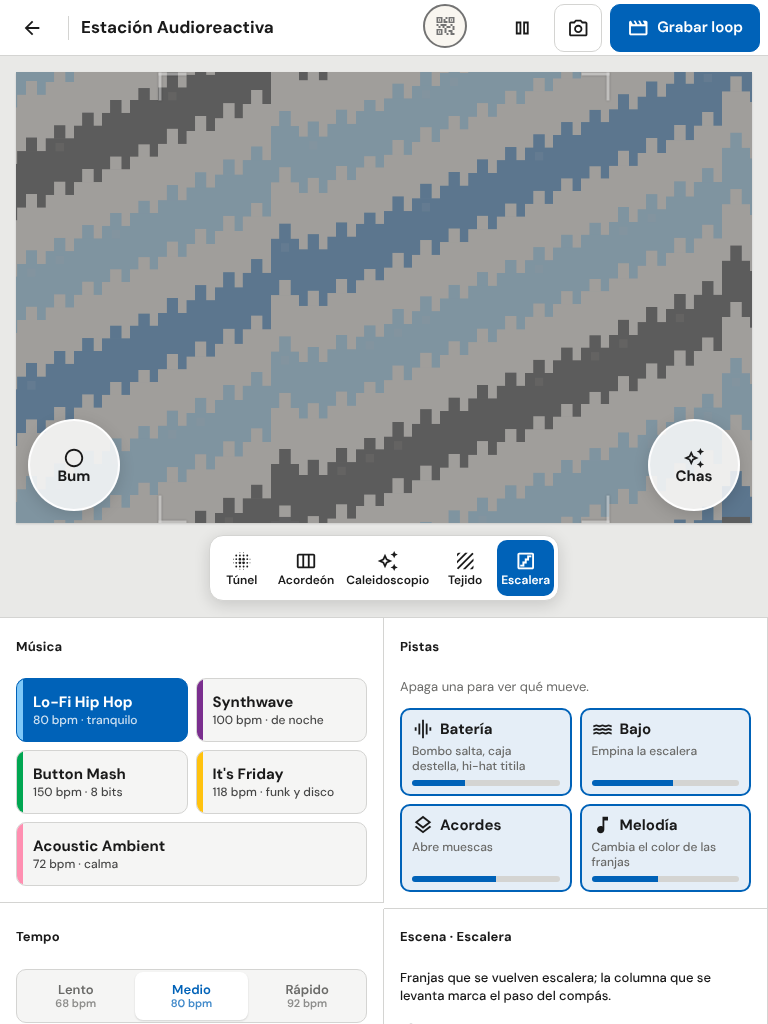 Estación Audioreactiva
Grabar loop
Bum
Chas
Túnel
Acordeón
Caleidoscopio
Tejido
Escalera
Música
Lo-Fi Hip Hop
80 bpm · tranquilo
Synthwave
100 bpm · de noche
Button Mash
150 bpm · 8 bits
It's Friday
118 bpm · funk y disco
Acoustic Ambient
72 bpm · calma
Pistas
Apaga una para ver qué mueve.
Batería
Bombo salta, caja
destella, hi-hat titila
Bajo
Empina la escalera
Acordes
Abre muescas
Melodía
Cambia el color de las
franjas
Tempo
Lento
68 bpm
Medio
80 bpm
Rápido
92 bpm
Escena · Escalera
Franjas que se vuelven escalera; la columna que se
levanta marca el paso del compás.